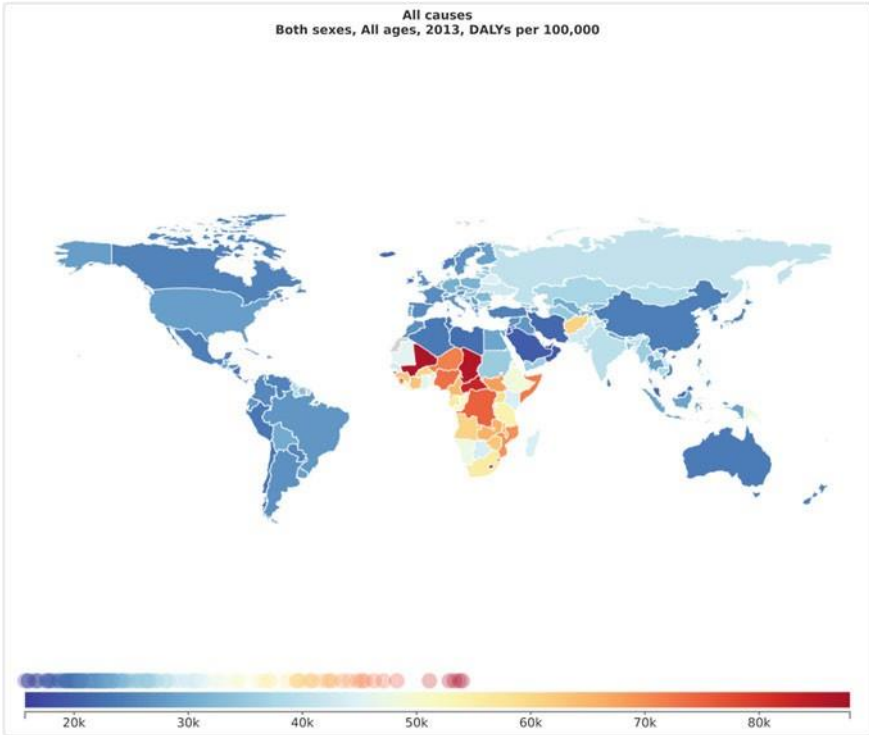 All causes
Both sexes, All ages, 2013, DALYs per 100,000
20k 30k 40k 50k 60k 70k 80k